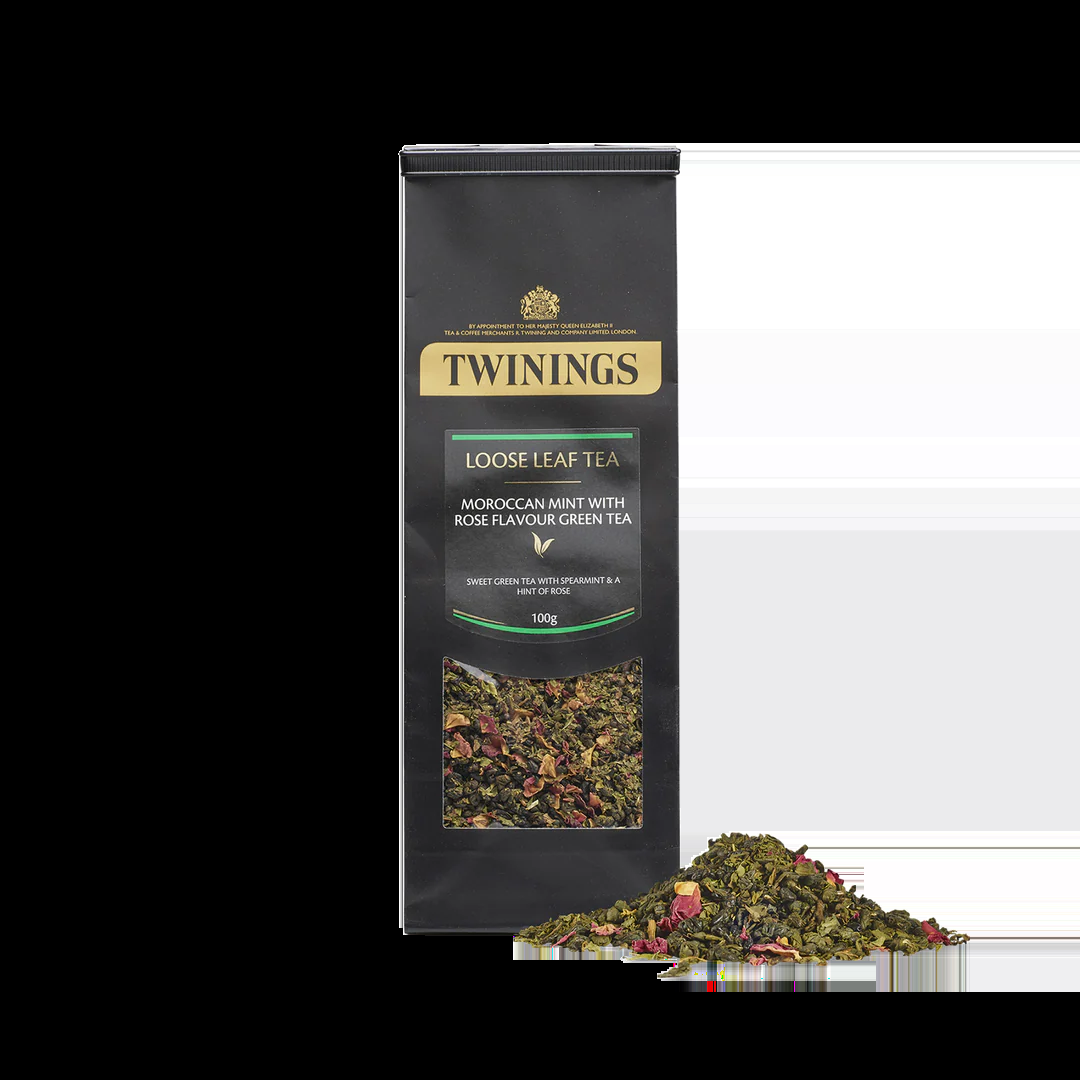 BY APPOINTMENT TO HER MAJESTY QUEEN ELIZABETH II
TEA & COFFEE MERCHANTS R. TWINING AND COMPANY LIMITED. LONDON.
TWININGS
LOOSE LEAF TEA
MOROCCAN MINT WITH
ROSE FLAVOUR GREEN TEA
SWEET GREEN TEA WITH SPEARMINT & A
HINT OF ROSE
100g